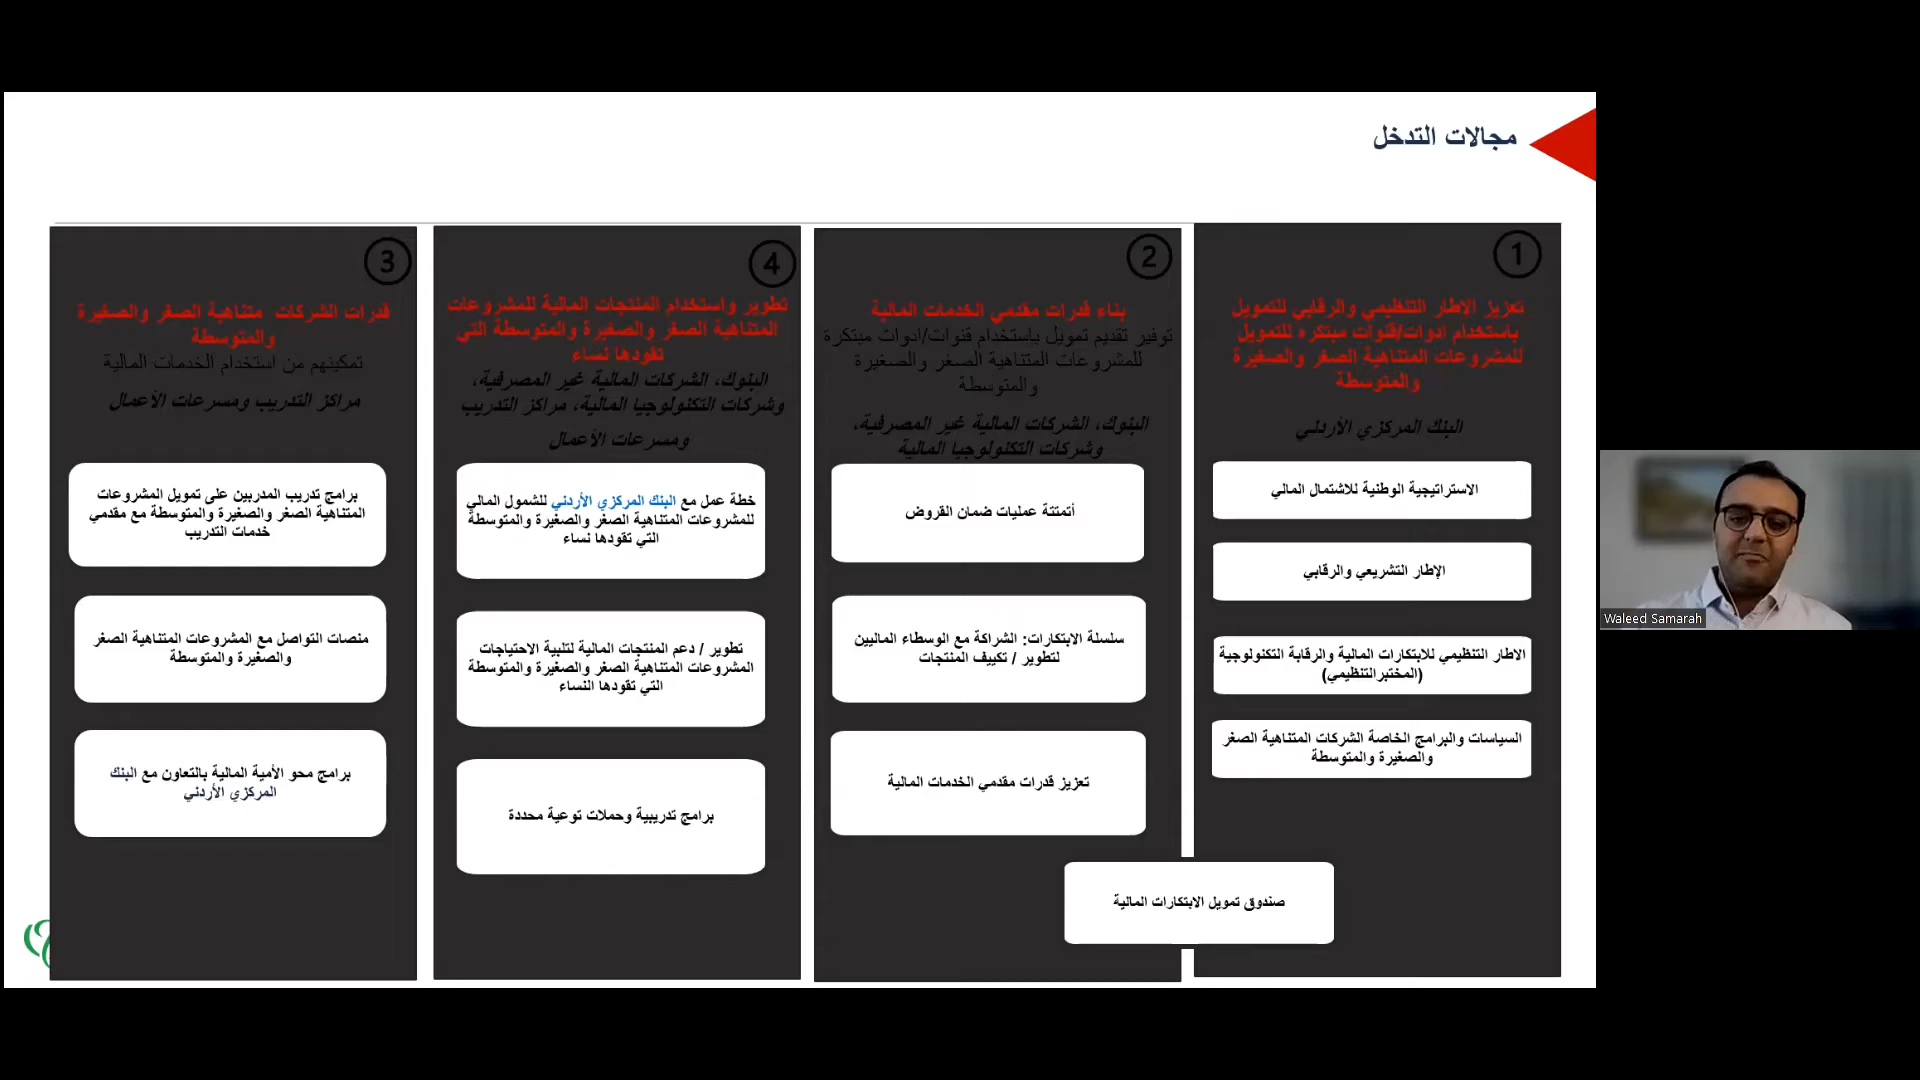 مجالات التدخل
1
تعزيز الإطار التنظيمي والرقابي للتمويل
باستخدام ادوات/قنوات مبتكره للتمويل
للمشروعات المتناهية الصغر والصغيرة
والمتوسطة
البنك المركزي الأردني
الاستراتيجية الوطنية للاشتمال المالي
الإطار التشريعي والرقابي
الاطار التنظيمي للابتكارات المالية والرقابة التكنولوجية
(المختبرالتنظيمي)
السياسات والبرامج الخاصة الشركات المتناهية الصغر
والصغيرة والمتوسطة
2
بناء قدرات مقدمي الخدمات المالية
توفير تقديم تمويل باستخدام قنوات/ادوات مبتكرة
للمشروعات المتناهية الصغر والصغيرة
والمتوسطة
البنوك، الشركات المالية غير المصرفية،
وشركات التكنولوجيا المالية
أتمتتة عمليات ضمان القروض
سلسلة الابتكارات: الشراكة مع الوسطاء الماليين
لتطوير / تكييف المنتجات
تعزيز قدرات مقدمي الخدمات المالية
صندوق تمويل الابتكارات المالية
4
تطوير واستخدام المنتجات المالية للمشروعات
المتناهية الصغر والصغيرة والمتوسطة التي
تقودها نساء
البنوك، الشركات المالية غير المصرفية،
وشركات التكنولوجيا المالية، مراكز التدريب
ومسرعات الأعمال
خطة عمل مع البنك المركزي الأردني للشمول المالي
للمشروعات المتناهية الصغر والصغيرة والمتوسطة
التي تقودها نساء
تطوير / دعم المنتجات المالية لتلبية الاحتياجات
المشروعات المتناهية الصغر والصغيرة والمتوسطة
التي تقودها النساء
برامج تدريبية وحملات توعية محددة
3
قدرات الشركات متناهية الصغر والصغيرة
والمتوسطة
تمكينهم من استخدام الخدمات المالية
مراكز التدريب ومسرعات الأعمال
برامج تدريب المدربين على تمويل المشروعات
المتناهية الصغر والصغيرة والمتوسطة مع مقدمي
خدمات التدريب
منصات التواصل مع المشروعات المتناهية الصغر
والصغيرة والمتوسطة
برامج محو الأمية المالية بالتعاون مع البنك
المركزي الأردني
Waleed Samarah